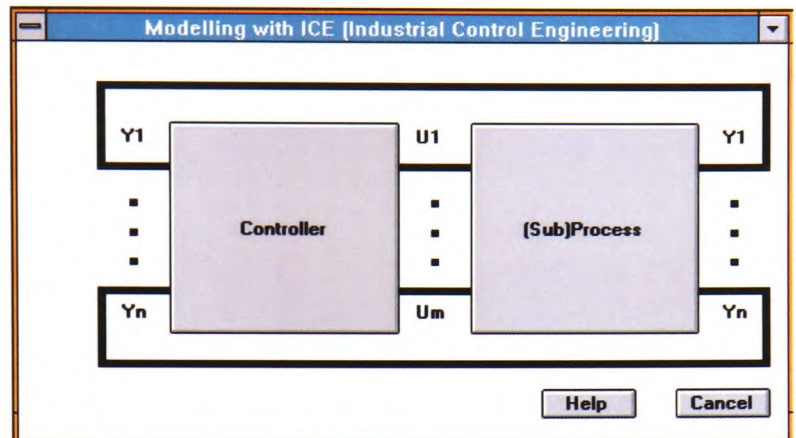 Modelling with ICE (Industrial Control Engineering)
Y1 U1 Y1
Controller (Sub)Process
Yn Um Yn
Help Cancel